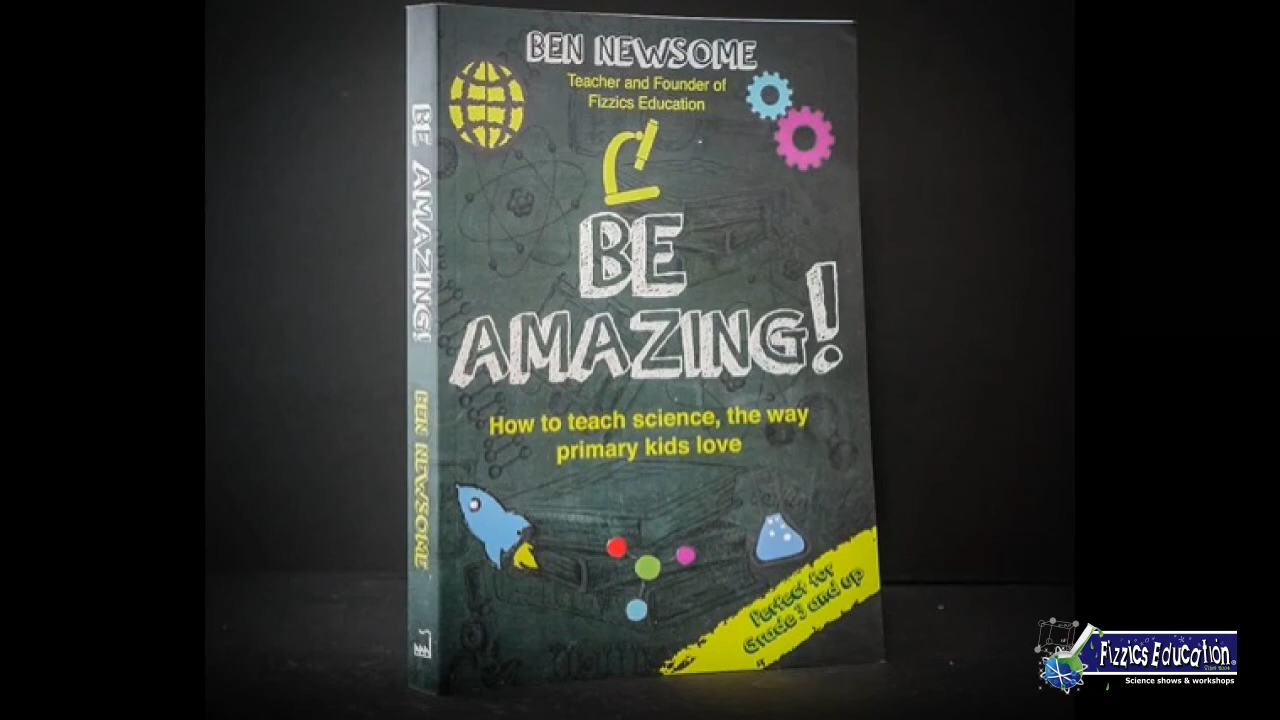 BEN NEWSOME
Teacher and Founder of
Fizzics Education
BE
AMAZING!
How to teach science, the way
primary kids love
Perfect for
Grade 3 and up
BE AMAZING! BEN NEWSOME
FIZZICS EDUCATION
Science shows & workshops